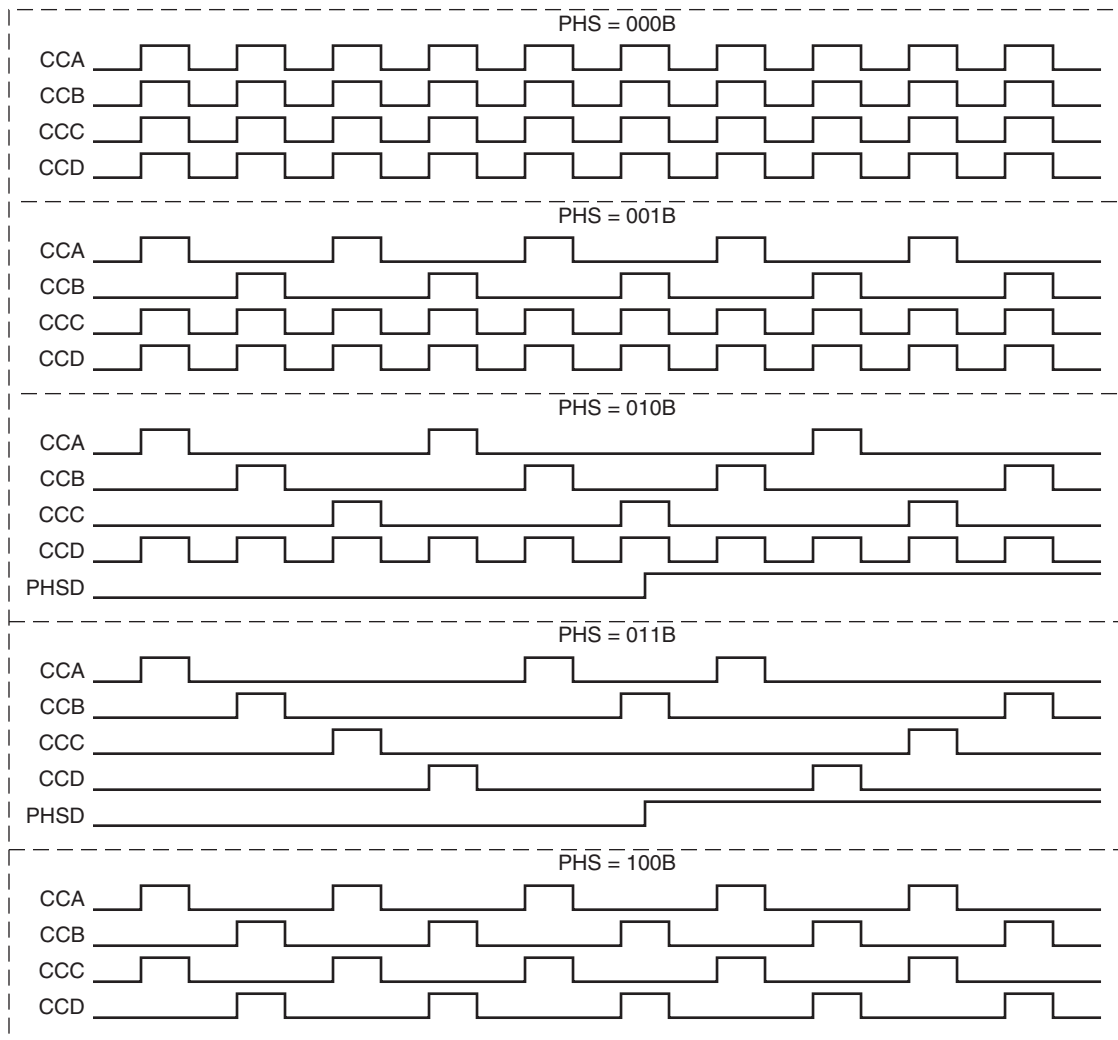 PHS = 000B
CCA
CCB
CCC
CCD
PHS = 001B
CCA
CCB
CCC
CCD
PHS = 010B
CCA
CCB
CCC
CCD
PHSD
PHS = 011B
CCA
CCB
CCC
CCD
PHSD
PHS = 100B
CCA
CCB
CCC
CCD